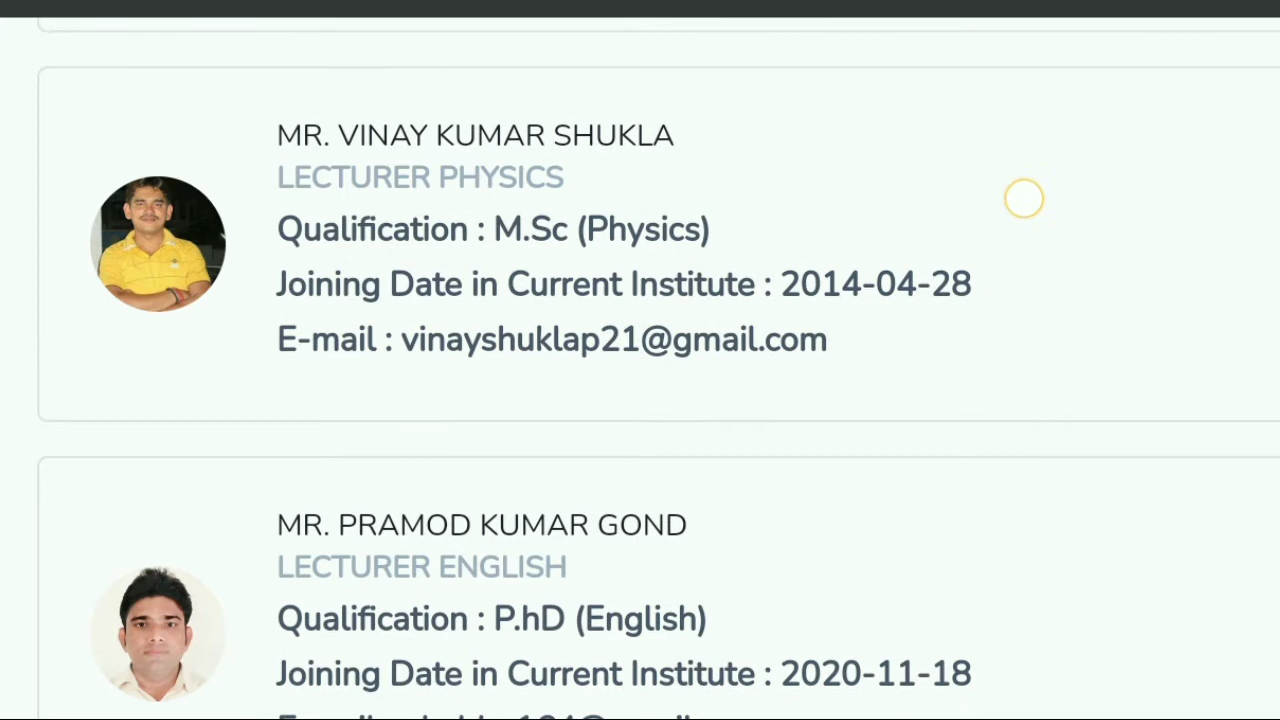 MR. VINAY KUMAR SHUKLA
LECTURER PHYSICS
Qualification : M.Sc (Physics)
Joining Date in Current Institute : 2014-04-28
E-mail : vinayshuklap21@gmail.com
MR. PRAMOD KUMAR GOND
LECTURER ENGLISH
Qualification : P.hD (English)
Joining Date in Current Institute : 2020-11-18